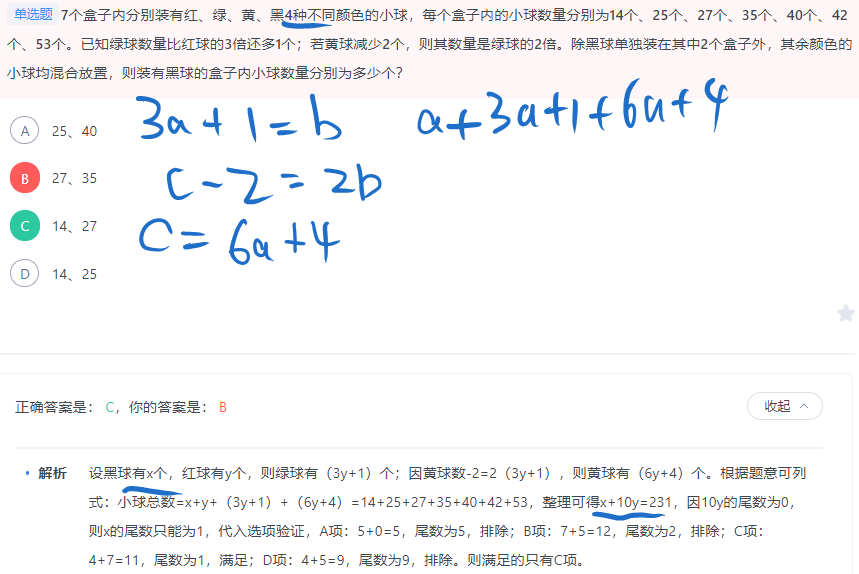 单选题 7个盒子内分别装有红、绿、黄、黑4种不同颜色的小球，每个盒子内的小球数量分别为14个、25个、27个、35个、40个、42
个、53个。已知绿球数量比红球的3倍还多1个；若黄球减少2个，则其数量是绿球的2倍。除黑球单独装在其中2个盒子外，其余颜色的
小球均混合放置，则装有黑球的盒子内小球数量分别为多少个？
3a+1=b a+3a+1+6a+4
A 25、40
B 27、35
c-2=2b
C 14、27
C=6a+4
D 14、25
正确答案是： C，你的答案是： B
收起
解析 设黑球有x个，红球有y个，则绿球有（3y+1）个；因黄球数-2=2（3y+1），则黄球有（6y+4）个。根据题意可列
式：小球总数=x+y+（3y+1）+（6y+4）=14+25+27+35+40+42+53，整理可得x+10y=231，因10y的尾数为0，
则x的尾数只能为1，代入选项验证，A项：5+0=5，尾数为5，排除；B项：7+5=12，尾数为2，排除；C项：
4+7=11，尾数为1，满足；D项：4+5=9，尾数为9，排除。则满足的只有C项。